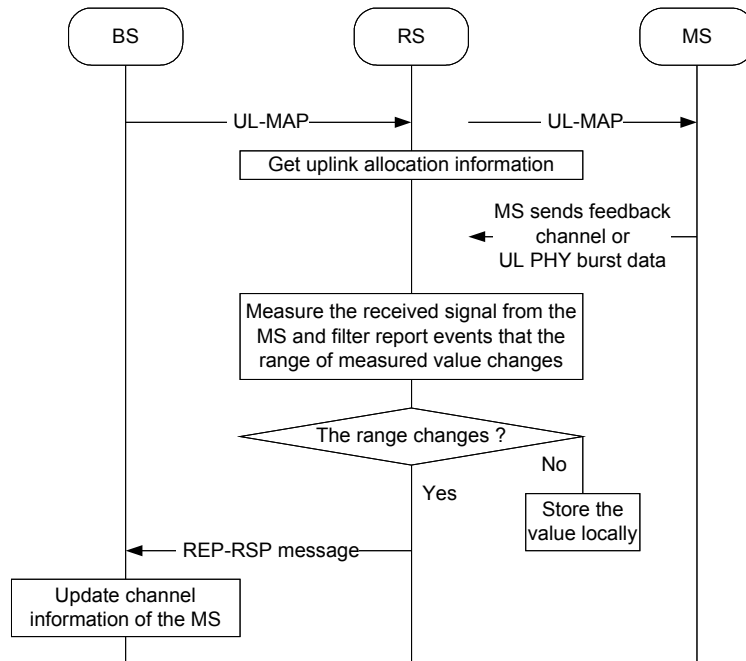 BS
RS
MS
UL-MAP
UL-MAP
Get uplink allocation information
MS sends feedback
channel or
UL PHY burst data
Measure the received signal from the
MS and filter report events that the
range of measured value changes
The range changes ?
No
Yes
Store the
value locally
REP-RSP message
Update channel
information of the MS